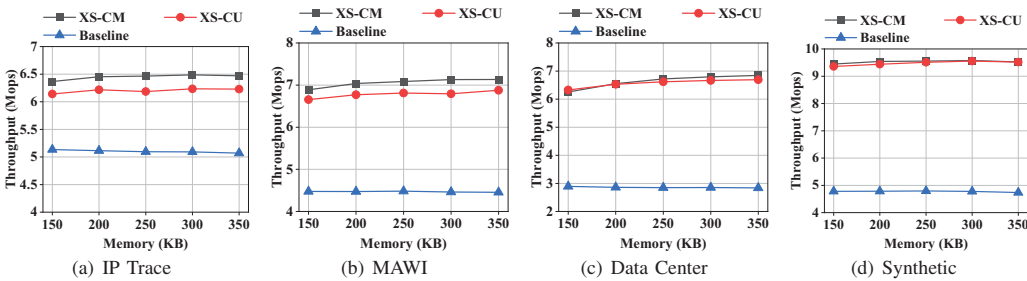 XS-CM XS-CU
Baseline
Throughput (Mops)
7
6.5
6
5.5
5
4.5
4
150 200 250 300 350
Memory (KB)
(a) IP Trace
XS-CM XS-CU
Baseline
Throughput (Mops)
8
7
6
5
4
150 200 250 300 350
Memory (KB)
(b) MAWI
XS-CM XS-CU
Baseline
Throughput (Mops)
8
7
6
5
4
3
2
150 200 250 300 350
Memory (KB)
(c) Data Center
XS-CM XS-CU
Baseline
Throughput (Mops)
10
9
8
7
6
5
4
150 200 250 300 350
Memory (KB)
(d) Synthetic